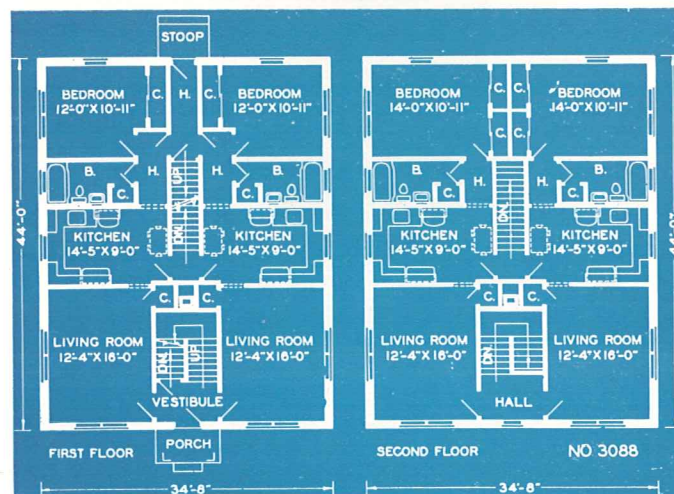 STOOP
BEDROOM
12'-0"X10'-11"
C.
H.
C.
BEDROOM
12'-0"X10'-11"
B.
C.
H.
UP
H.
C.
B.
DN.
KITCHEN
14'-5"X9'-0"
KITCHEN
14'-5"X9'-0"
C.
C.
LIVING ROOM
12'-4"X16'-0"
DN.
UP
LIVING ROOM
12'-4"X16'-0"
VESTIBULE
PORCH
FIRST FLOOR
44'-0"
34'-8"
BEDROOM
14'-0"X10'-11"
C.
C.
C.
C.
BEDROOM
14'-0"X10'-11"
B.
C.
H.
H.
C.
B.
DN.
KITCHEN
14'-5"X9'-0"
KITCHEN
14'-5"X9'-0"
C.
C.
LIVING ROOM
12'-4"X16'-0"
DN.
LIVING ROOM
12'-4"X16'-0"
HALL
SECOND FLOOR
NO 3088
44'-0"
34'-8"